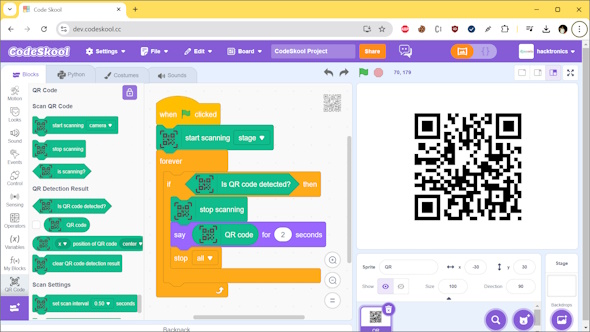 Code Skool
dev.codeskool.cc
CodeSkool
Settings
File
Edit
Board
CodeSkool Project
Share
hacktronics
Blocks
Python
Costumes
Sounds
70, 179
Motion
Looks
Sound
Events
Control
Sensing
Operators
Variables
My Blocks
QR Code
QR Code
Scan QR Code
start scanning camera
stop scanning
is scanning?
QR Detection Result
Is QR code detected?
QR code
x position of QR code center
clear QR code detection result
Scan Settings
set scan interval 0.50 seconds
when clicked
start scanning stage
forever
if Is QR code detected? then
stop scanning
say QR code for 2 seconds
stop all
Sprite QR x -30 y 30
Show Size 100 Direction 90
Stage
QR
Backpack